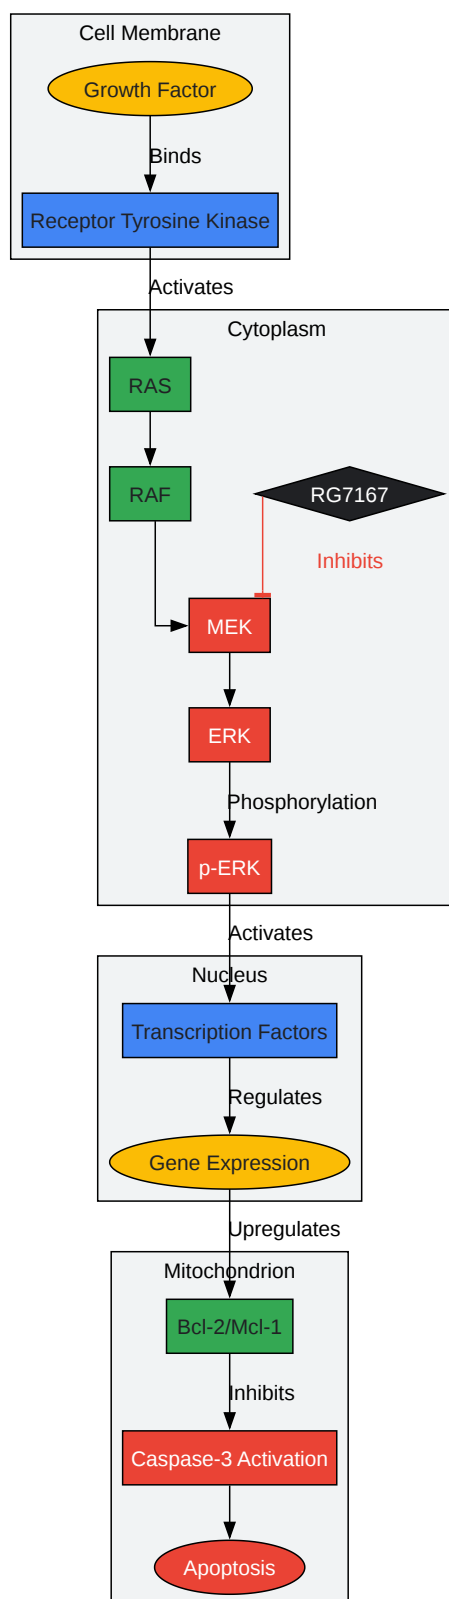 Cell Membrane
Growth Factor
Binds
Receptor Tyrosine Kinase
Activates
Cytoplasm
RAS
RAF
RG7167
Inhibits
MEK
ERK
Phosphorylation
p-ERK
Activates
Nucleus
Transcription Factors
Regulates
Gene Expression
Upregulates
Mitochondrion
Bcl-2/Mcl-1
Inhibits
Caspase-3 Activation
Apoptosis